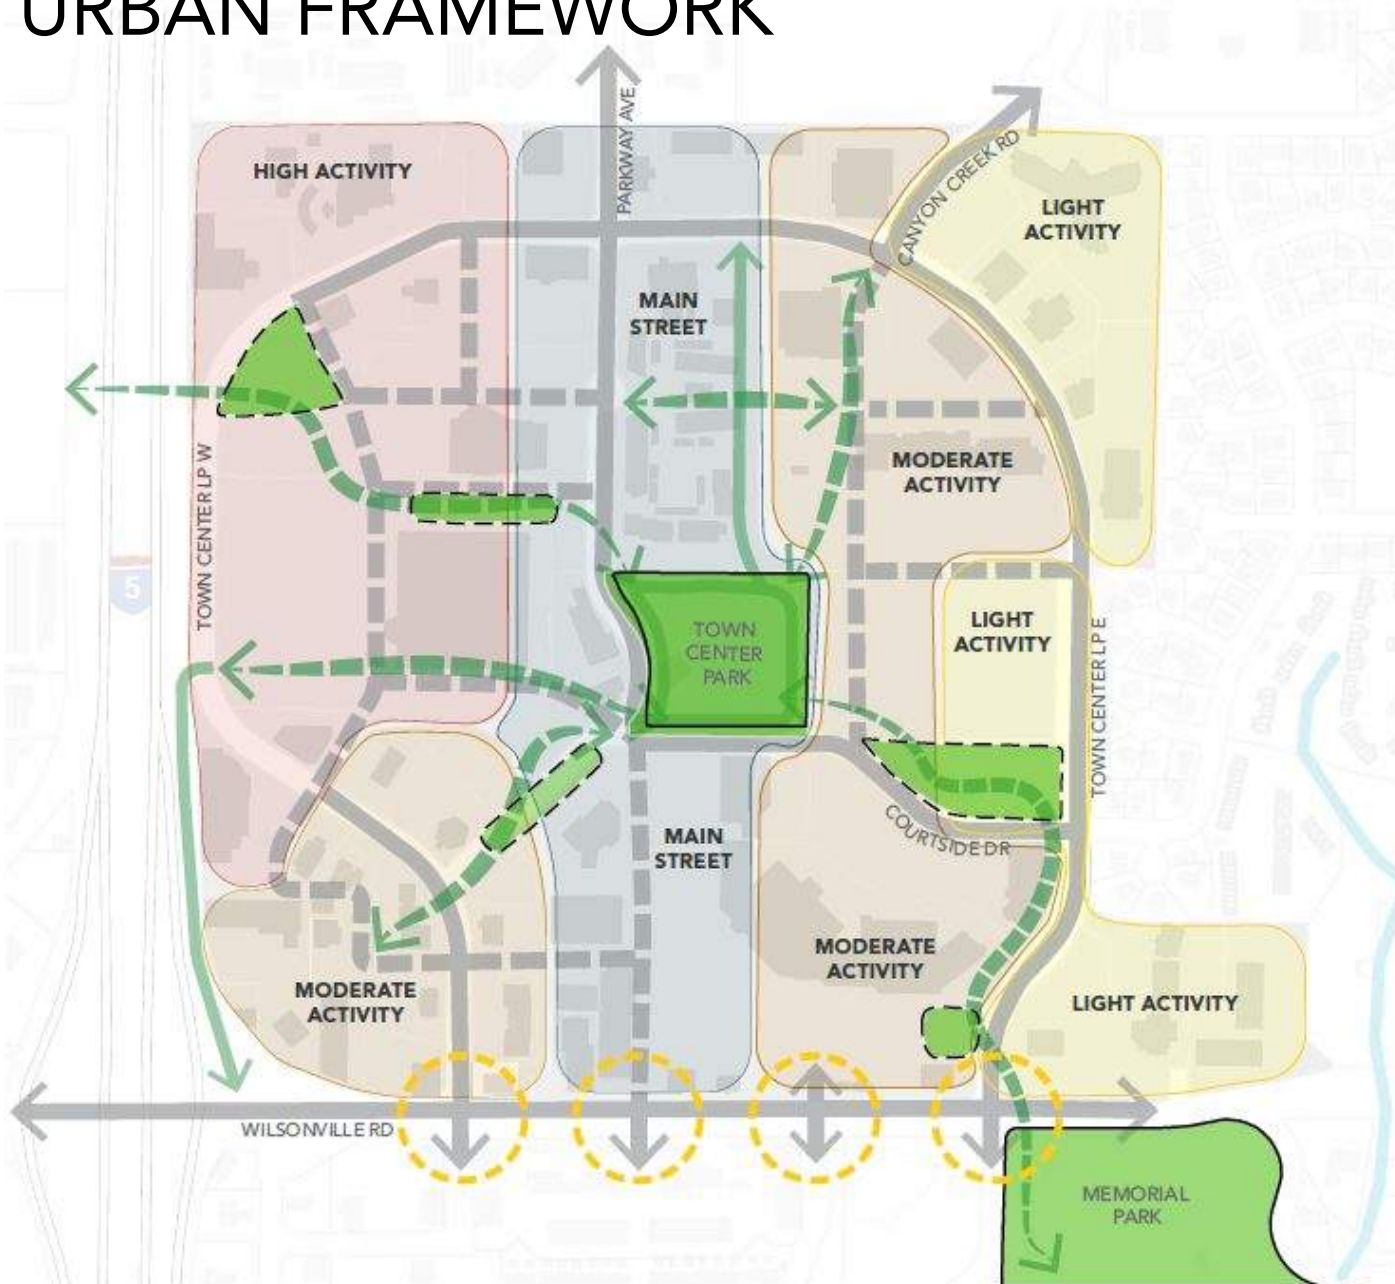 URBAN FRAMEWORK
PARKWAY AVE
CANYON CREEK RD
HIGH ACTIVITY
LIGHT
ACTIVITY
MAIN
STREET
MODERATE
ACTIVITY
TOWN CENTER LP W
5
LIGHT
ACTIVITY
TOWN
CENTER
PARK
TOWN CENTER LP E
COURTSIDE DR
MAIN
STREET
MODERATE
ACTIVITY
MODERATE
ACTIVITY
LIGHT ACTIVITY
WILSONVILLE RD
MEMORIAL
PARK